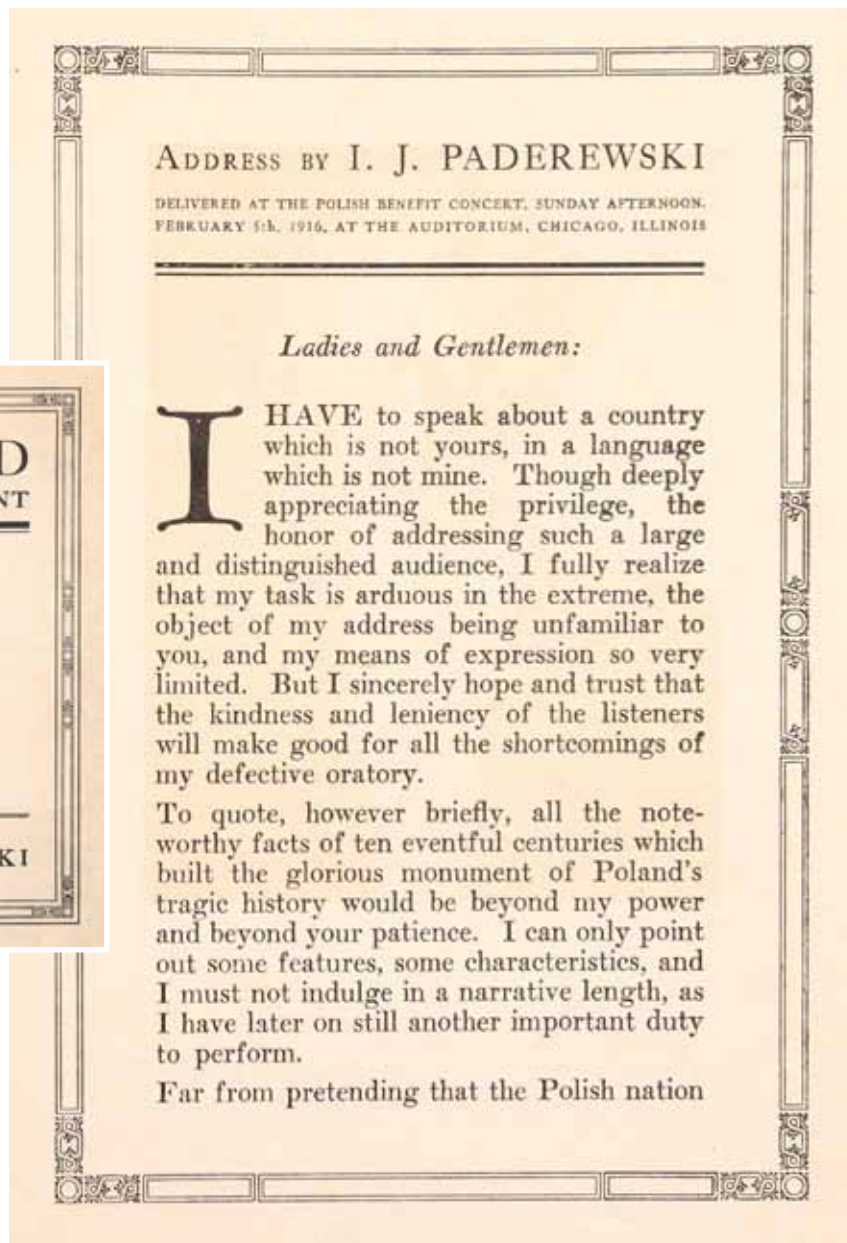 ADDRESS BY I. J. PADEREWSKI
DELIVERED AT THE POLISH BENEFIT CONCERT, SUNDAY AFTERNOON,
FEBRUARY 5th, 1916, AT THE AUDITORIUM, CHICAGO, ILLINOIS
Ladies and Gentlemen:
I HAVE to speak about a country
which is not yours, in a language
which is not mine. Though deeply
appreciating the privilege, the
honor of addressing such a large
and distinguished audience, I fully realize
that my task is arduous in the extreme, the
object of my address being unfamiliar to
you, and my means of expression so very
limited. But I sincerely hope and trust that
the kindness and leniency of the listeners
will make good for all the shortcomings of
my defective oratory.
To quote, however briefly, all the note-
worthy facts of ten eventful centuries which
built the glorious monument of Poland's
tragic history would be beyond my power
and beyond your patience. I can only point
out some features, some characteristics, and
I must not indulge in a narrative length, as
I have later on still another important duty
to perform.
Far from pretending that the Polish nation
D
NT
KI